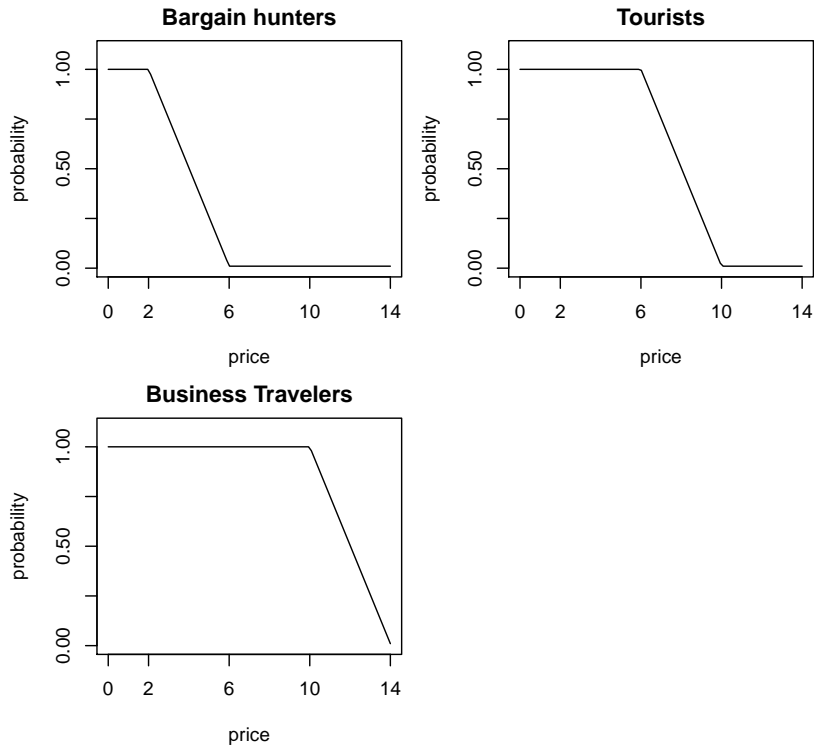 Bargain hunters
probability
1.00
0.50
0.00
0 2 6 10 14
price
Tourists
probability
1.00
0.50
0.00
0 2 6 10 14
price
Business Travelers
probability
1.00
0.50
0.00
0 2 6 10 14
price